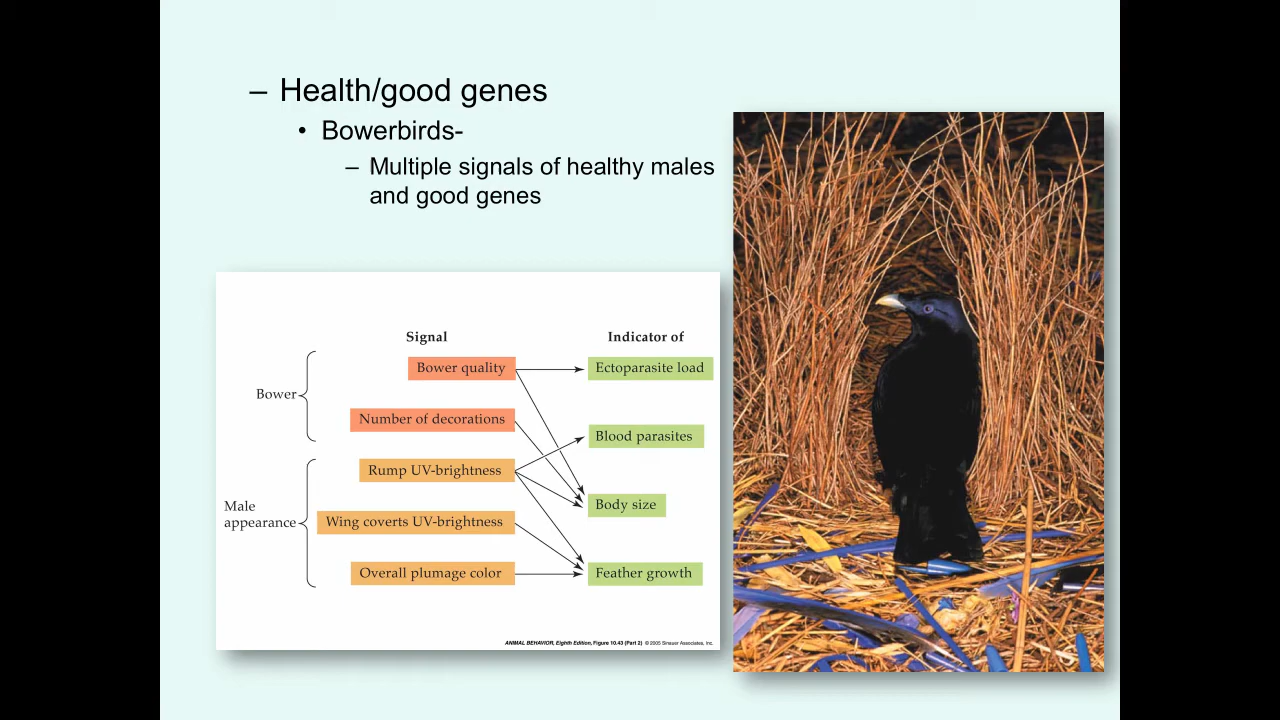 – Health/good genes
• Bowerbirds-
– Multiple signals of healthy males
and good genes
Signal
Indicator of
Bower
Bower quality
Ectoparasite load
Number of decorations
Blood parasites
Male
appearance
Rump UV-brightness
Body size
Wing coverts UV-brightness
Overall plumage color
Feather growth
ANIMAL BEHAVIOR, Eighth Edition, Figure 10.43 (Part 2) © 2005 Sinauer Associates, Inc.